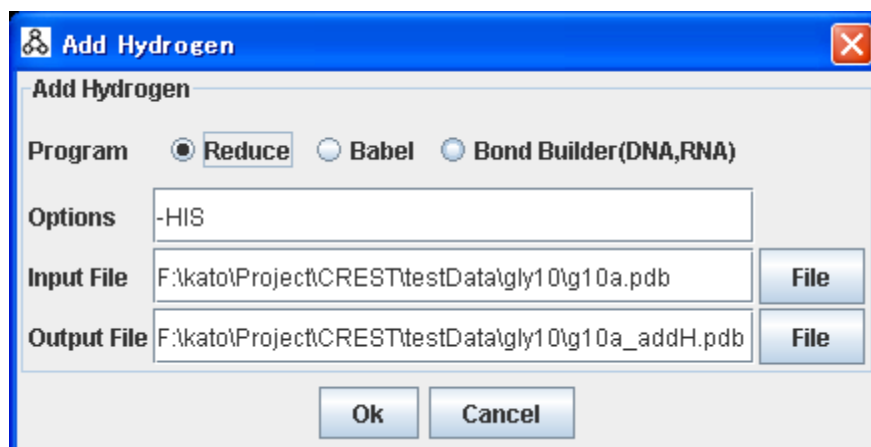 Add Hydrogen
Add Hydrogen
Program Reduce Babel Bond Builder(DNA,RNA)
Options -HIS
Input File F:\kato\Project\CREST\testData\gly10\g10a.pdb File
Output File F:\kato\Project\CREST\testData\gly10\g10a_addH.pdb File
Ok Cancel